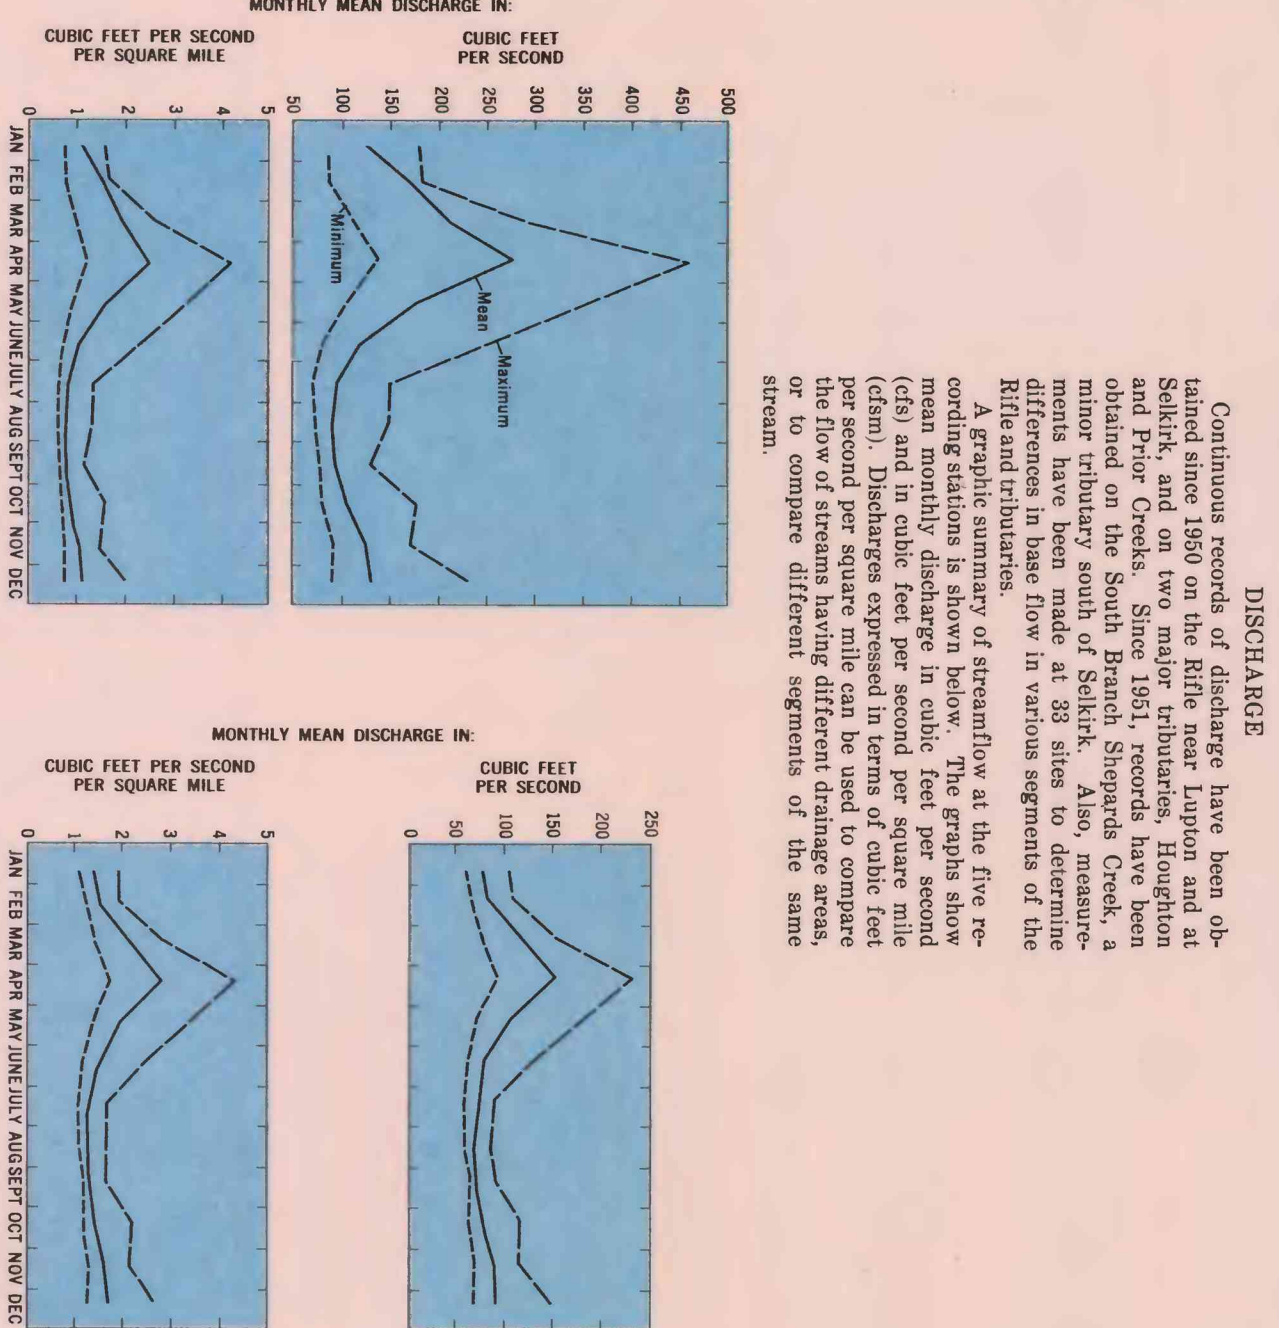 DISCHARGE
Continuous records of discharge have been ob-
tained since 1950 on the Rifle near Lupton and at
Selkirk, and on two major tributaries, Houghton
and Prior Creeks. Since 1951, records have been
obtained on the South Branch Shepards Creek, a
minor tributary south of Selkirk. Also, measure-
ments have been made at 33 sites to determine
differences in base flow in various segments of the
Rifle and tributaries.
A graphic summary of streamflow at the five re-
cording stations is shown below. The graphs show
mean monthly discharge in cubic feet per second
(cfs) and in cubic feet per second per square mile
(cfsm). Discharges expressed in terms of cubic feet
per second per square mile can be used to compare
the flow of streams having different drainage areas,
or to compare different segments of the same
stream.
MONTHLY MEAN DISCHARGE IN:
CUBIC FEET
PER SECOND
500
450
400
350
300
250
200
150
100
50
Maximum
Mean
Minimum
CUBIC FEET PER SECOND
PER SQUARE MILE
5
4
3
2
1
0
JAN FEB MAR APR MAY JUNE JULY AUG SEPT OCT NOV DEC
MONTHLY MEAN DISCHARGE IN:
CUBIC FEET
PER SECOND
250
200
150
100
50
0
CUBIC FEET PER SECOND
PER SQUARE MILE
5
4
3
2
1
0
JAN FEB MAR APR MAY JUNE JULY AUG SEPT OCT NOV DEC